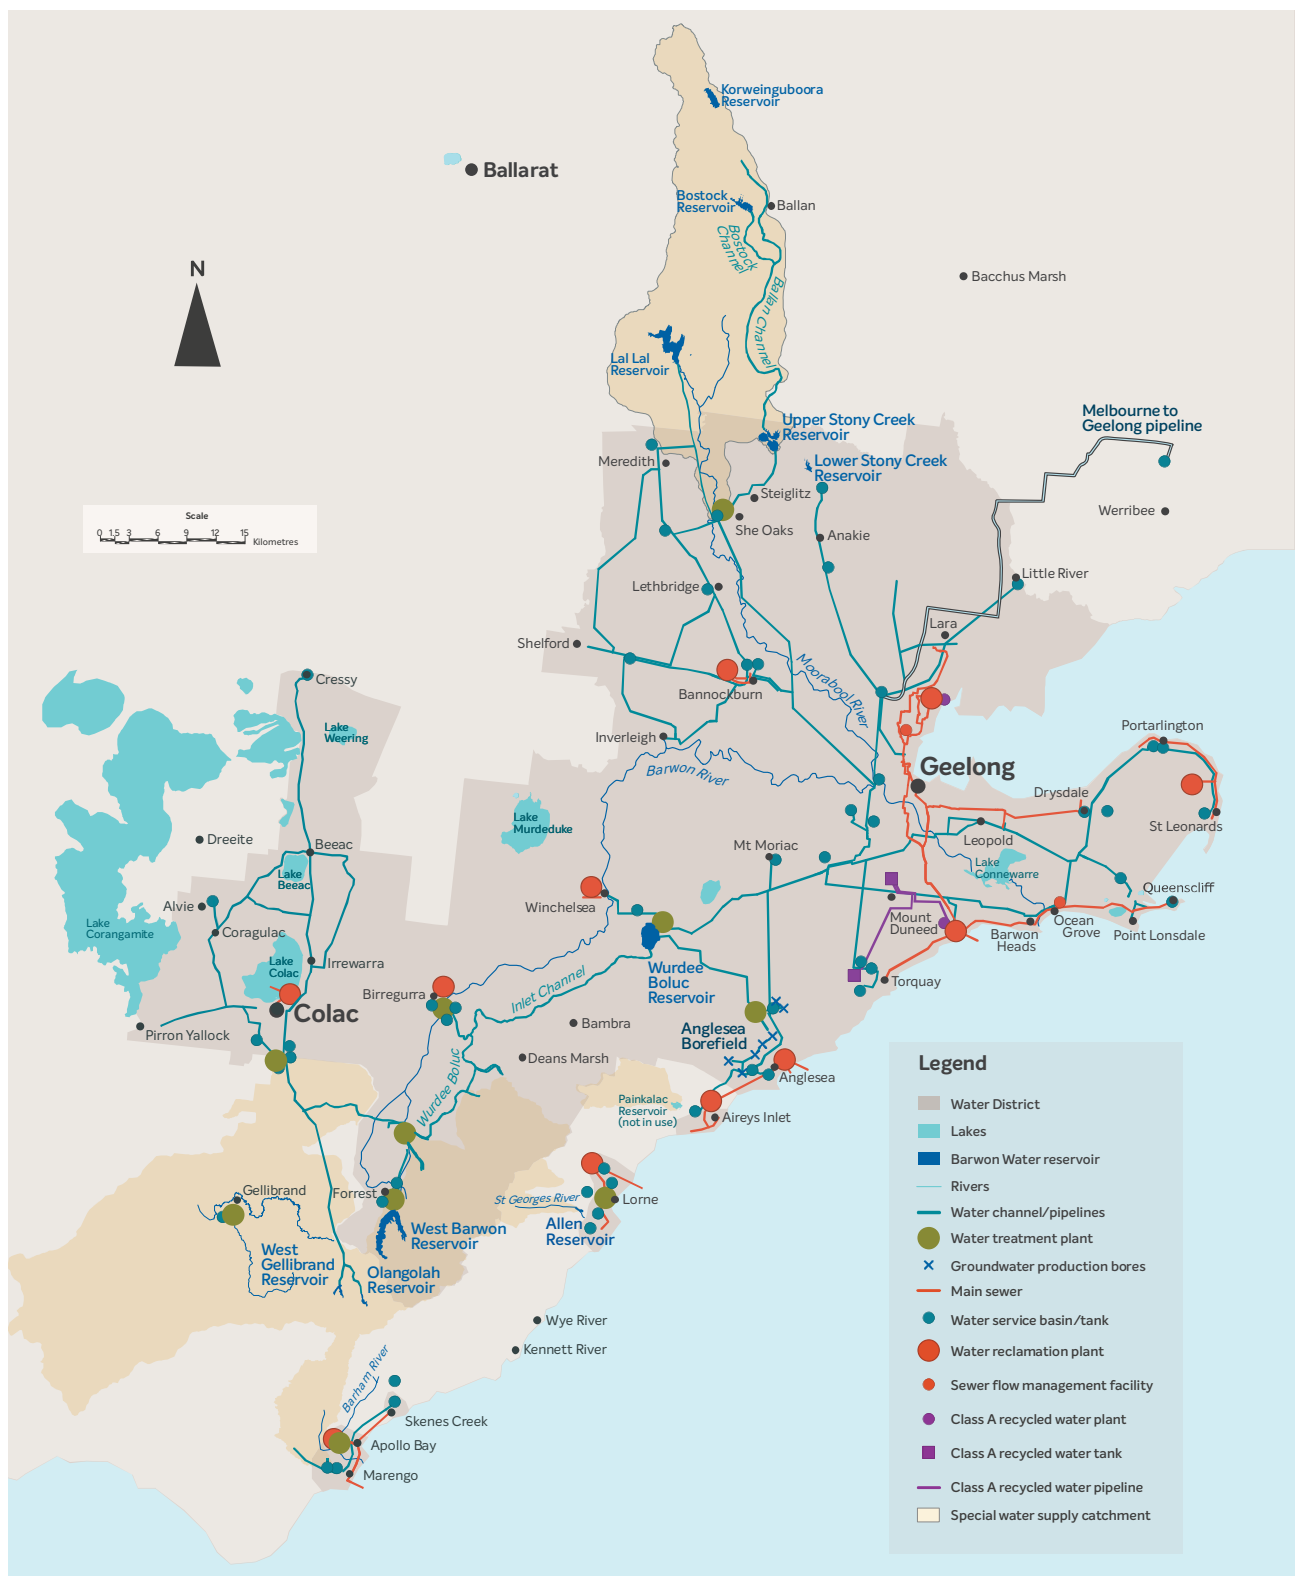 Korweinguboora
Reservoir
Ballarat
Bostock
Reservoir
Ballan
Bostock
Channel
N
Bacchus Marsh
Ballan Channel
Lal Lal
Reservoir
Melbourne to
Geelong pipeline
Upper Stony Creek
Reservoir
Meredith
Lower Stony Creek
Reservoir
Steiglitz
Werribee
Scale
0 1.5 3 6 9 12 15
Kilometres
She Oaks
Anakie
Lethbridge
Little River
Lara
Shelford
Moorabool River
Cressy
Bannockburn
Lake
Weering
Inverleigh
Portarlington
Barwon River
Geelong
Drysdale
Lake
Murdeduke
St Leonards
Dreeite
Beeac
Mt Moriac
Leopold
Lake
Connewarre
Lake
Beeac
Queenscliff
Alvie
Winchelsea
Mount
Duneed
Ocean
Grove
Lake
Corangamite
Coragulac
Barwon
Heads
Point Lonsdale
Lake
Colac
Irrewarra
Wurdee
Boluc
Reservoir
Inlet Channel
Birregurra
Torquay
Colac
Bambra
Pirron Yallock
Anglesea
Borefield
Deans Marsh
Wurdee Boluc
Anglesea
Painkalac
Reservoir
(not in use)
Aireys Inlet
Gellibrand
Forrest
St Georges River
Lorne
West Barwon
Reservoir
Allen
Reservoir
West
Gellibrand
Reservoir
Olangolah
Reservoir
Wye River
Kennett River
Barham River
Skenes Creek
Apollo Bay
Marengo
Legend
Water District
Lakes
Barwon Water reservoir
Rivers
Water channel/pipelines
Water treatment plant
Groundwater production bores
Main sewer
Water service basin/tank
Water reclamation plant
Sewer flow management facility
Class A recycled water plant
Class A recycled water tank
Class A recycled water pipeline
Special water supply catchment